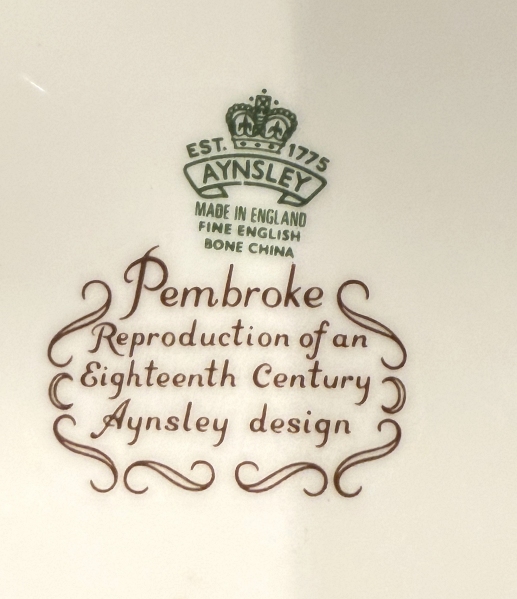 EST. 1775
AYNSLEY
MADE IN ENGLAND
FINE ENGLISH
BONE CHINA
Pembroke
Reproduction of an
Eighteenth Century
Aynsley design